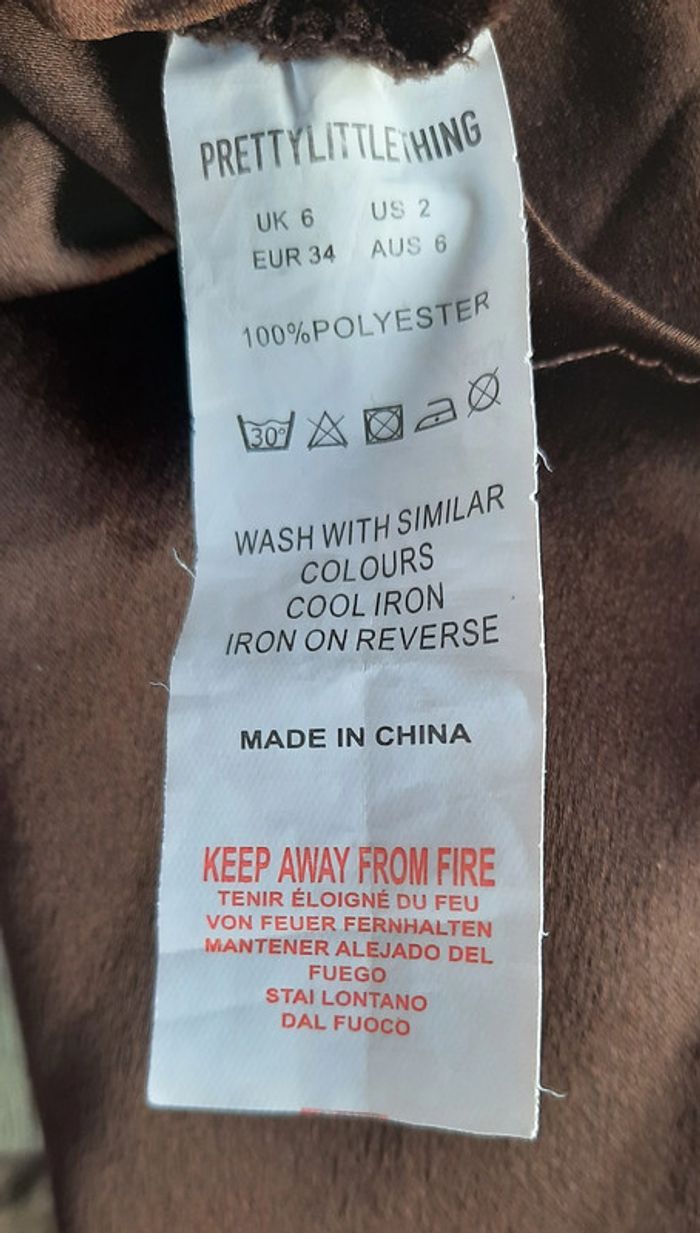 PRETTYLITTLETHING
UK 6 US 2
EUR 34 AUS 6
100%POLYESTER
30°
WASH WITH SIMILAR
COLOURS
COOL IRON
IRON ON REVERSE
MADE IN CHINA
KEEP AWAY FROM FIRE
TENIR ÉLOIGNÉ DU FEU
VON FEUER FERNHALTEN
MANTENER ALEJADO DEL
FUEGO
STAI LONTANO
DAL FUOCO